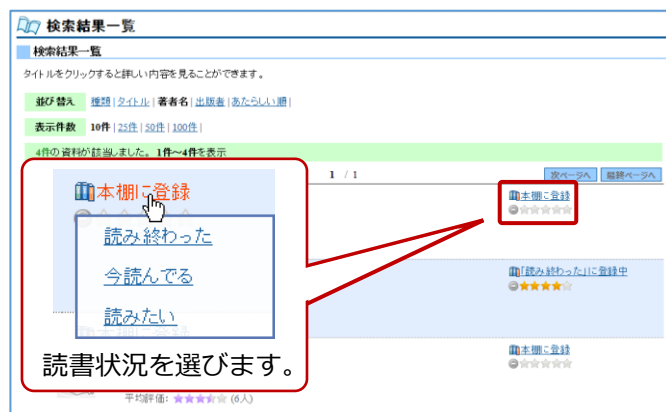 検索結果一覧
検索結果一覧
タイトルをクリックすると詳しい内容を見ることができます。
並び替え 種類|タイトル|著者名|出版者|あたらしい順|
表示件数 10件|25件|50件|100件|
4件の資料が該当しました。1件～4件を表示
1 / 1 次ページへ 最終ページへ
本棚に登録
本棚に登録
読み終わった
今読んでる
読みたい
読書状況を選びます。
「読み終わった」に登録中
本棚に登録
平均評価: ★★★★☆ (6人)